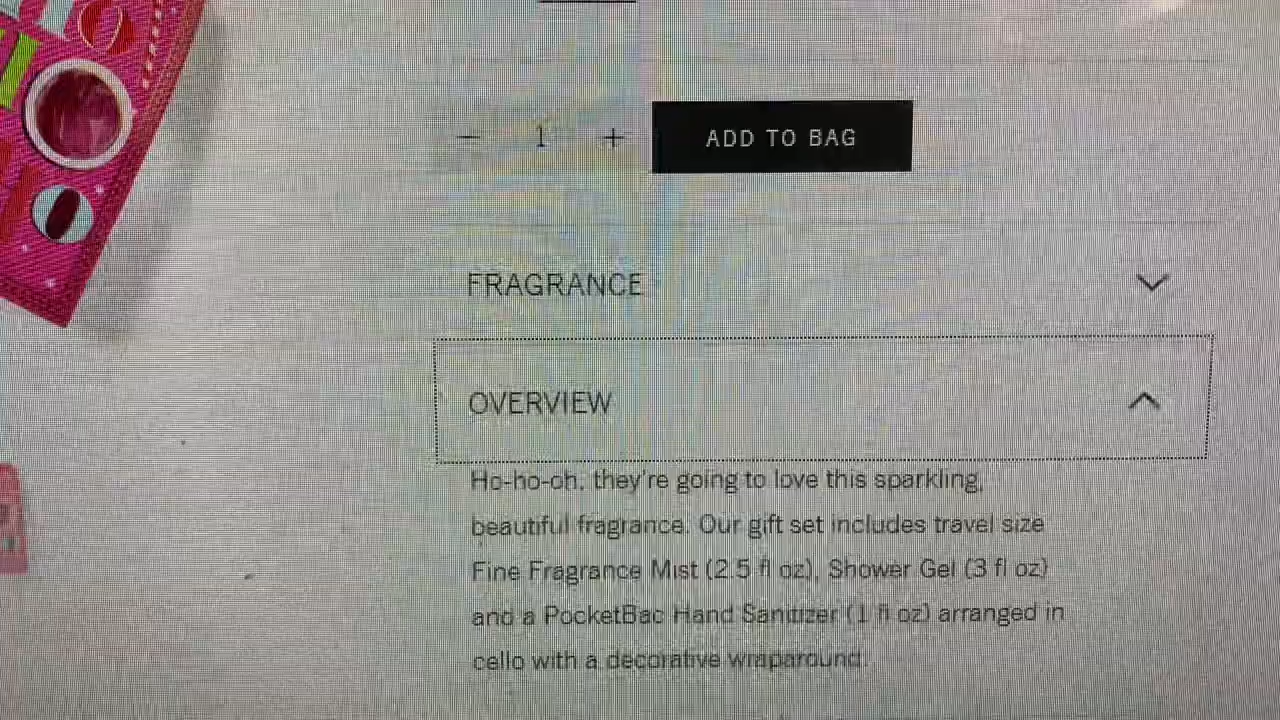 − 1 + ADD TO BAG
FRAGRANCE
OVERVIEW
Ho-ho-oh, they're going to love this sparkling,
beautiful fragrance. Our gift set includes travel size
Fine Fragrance Mist (2.5 fl oz), Shower Gel (3 fl oz)
and a PocketBac Hand Sanitizer (1 fl oz) arranged in
cello with a decorative wraparound.